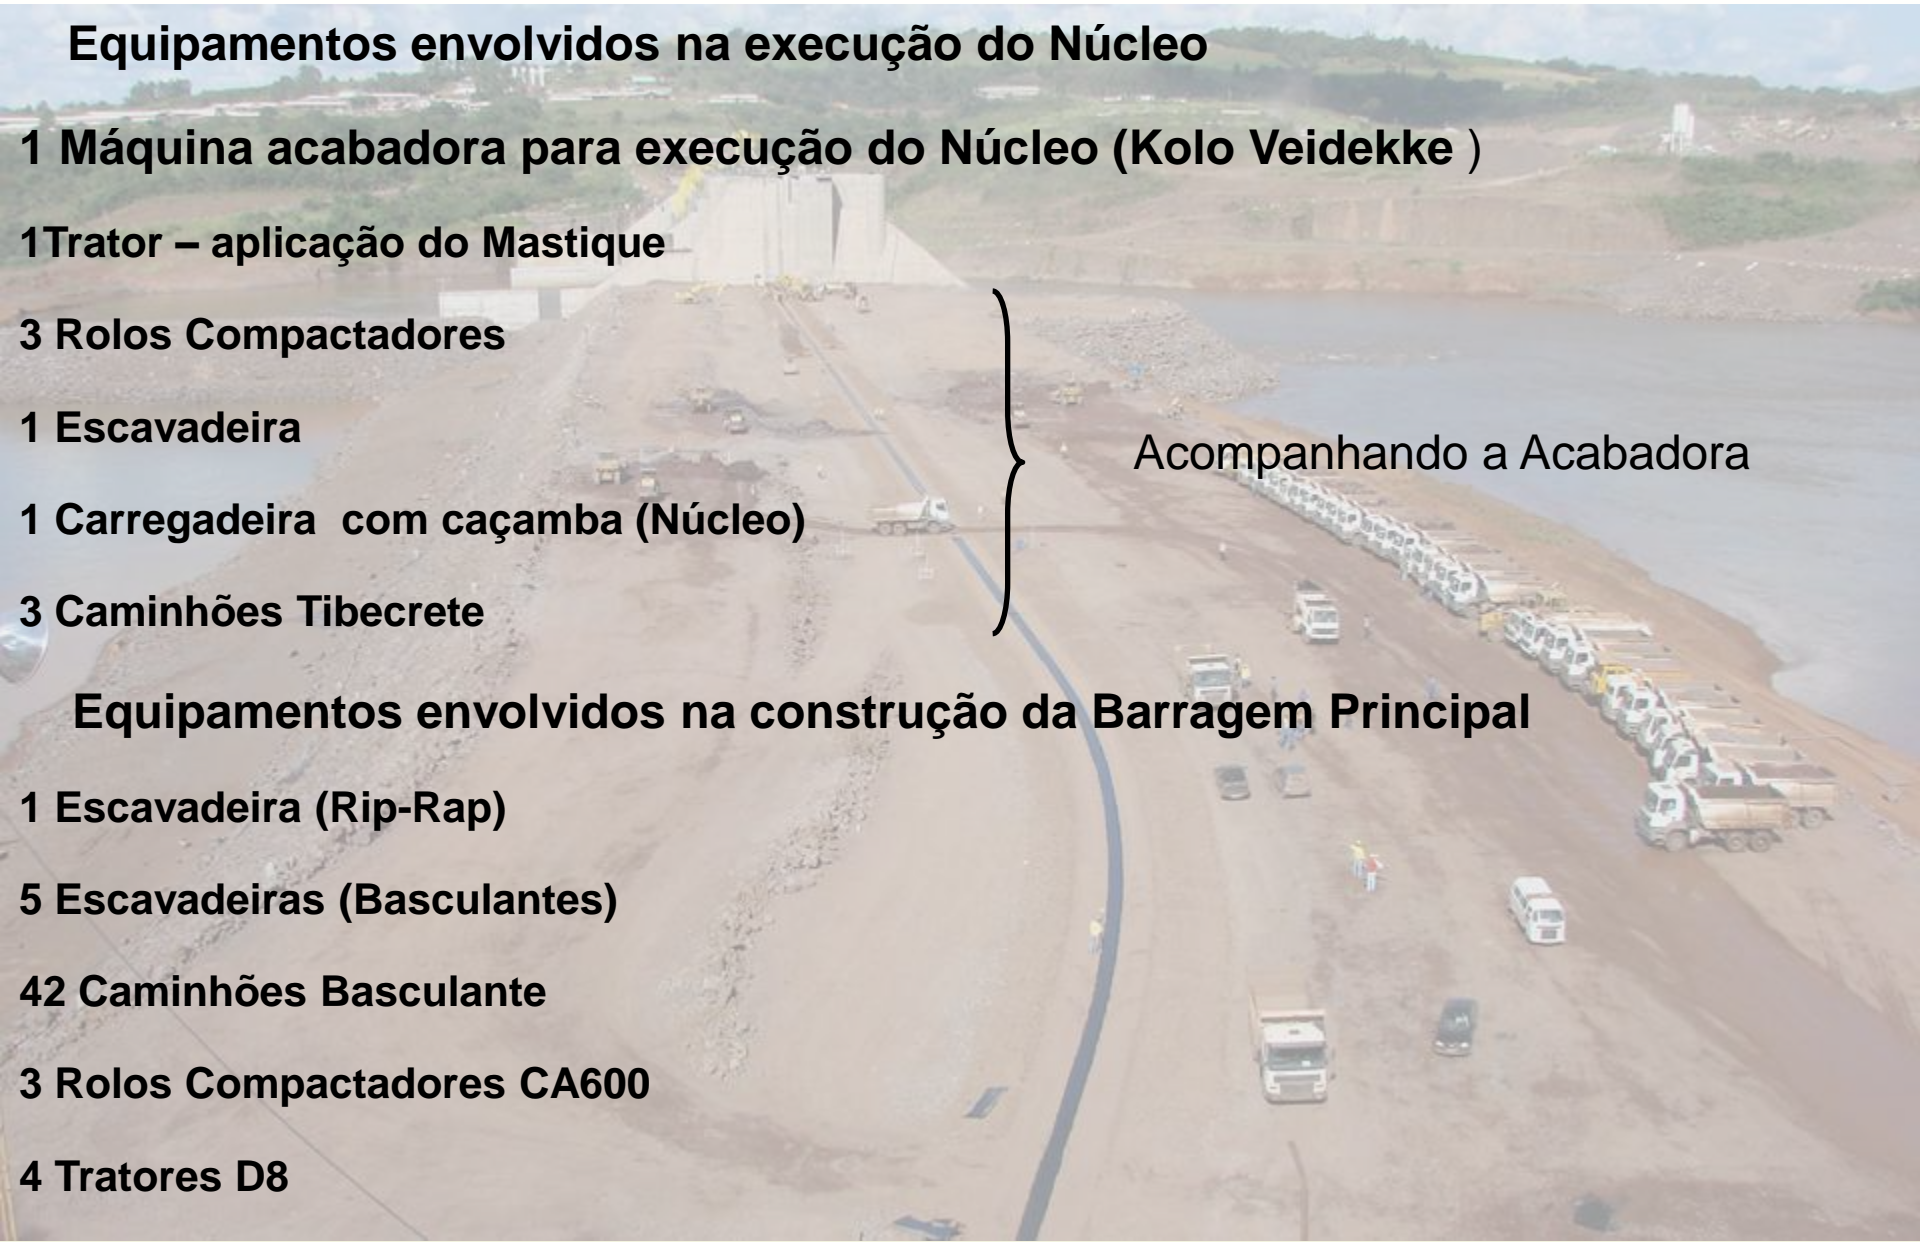 Equipamentos envolvidos na execução do Núcleo
1 Máquina acabadora para execução do Núcleo (Kolo Veidekke )
1Trator – aplicação do Mastique
3 Rolos Compactadores
1 Escavadeira
Acompanhando a Acabadora
1 Carregadeira  com caçamba (Núcleo)
3 Caminhões Tibecrete
Equipamentos envolvidos na construção da Barragem Principal
1 Escavadeira (Rip-Rap)
5 Escavadeiras (Basculantes)
42 Caminhões Basculante
3 Rolos Compactadores CA600
4 Tratores D8